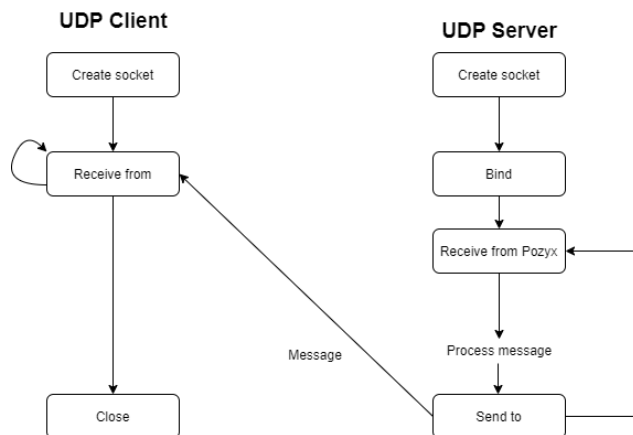 UDP Client
Create socket
Receive from
Close
Message
UDP Server
Create socket
Bind
Receive from Pozyx
Process message
Send to